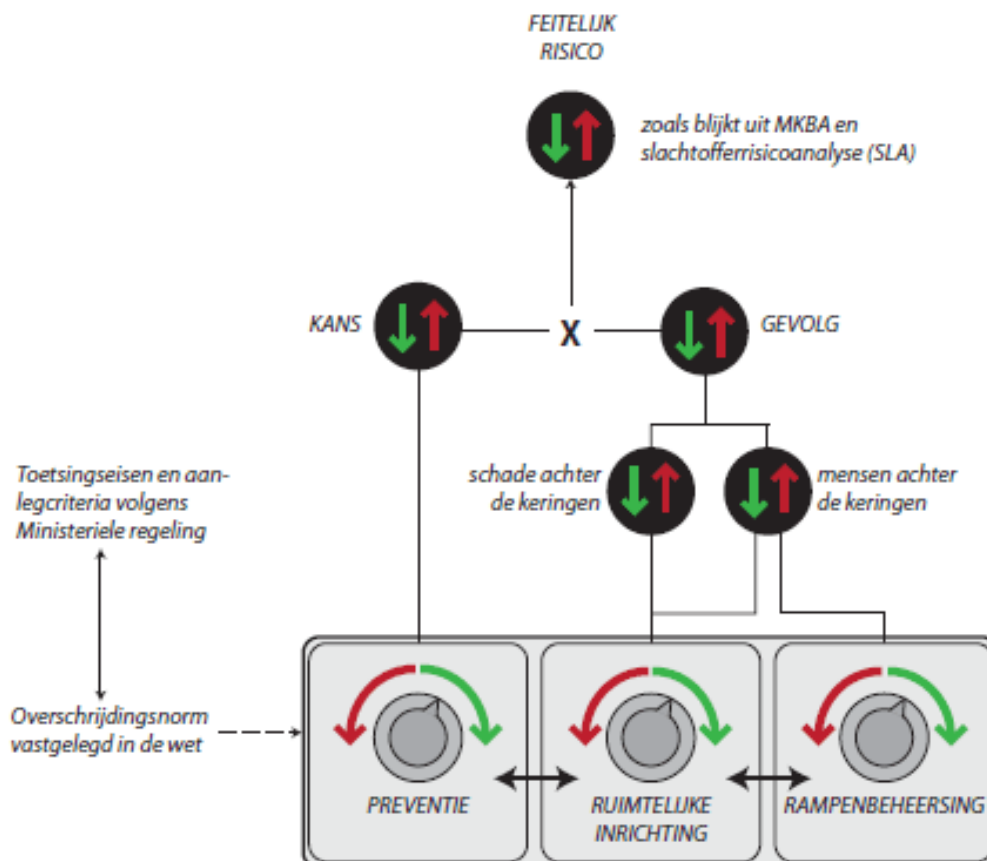 FEITELIJK
RISICO
zoals blijkt uit MKBA en
slachtofferrisicoanalyse (SLA)
KANS
X
GEVOLG
schade achter
de keringen
mensen achter
de keringen
Toetsingseisen en aan-
legcriteria volgens
Ministeriele regeling
Overschrijdingsnorm
vastgelegd in de wet
PREVENTIE
RUIMTELIJKE
INRICHTING
RAMPENBEHEERSING